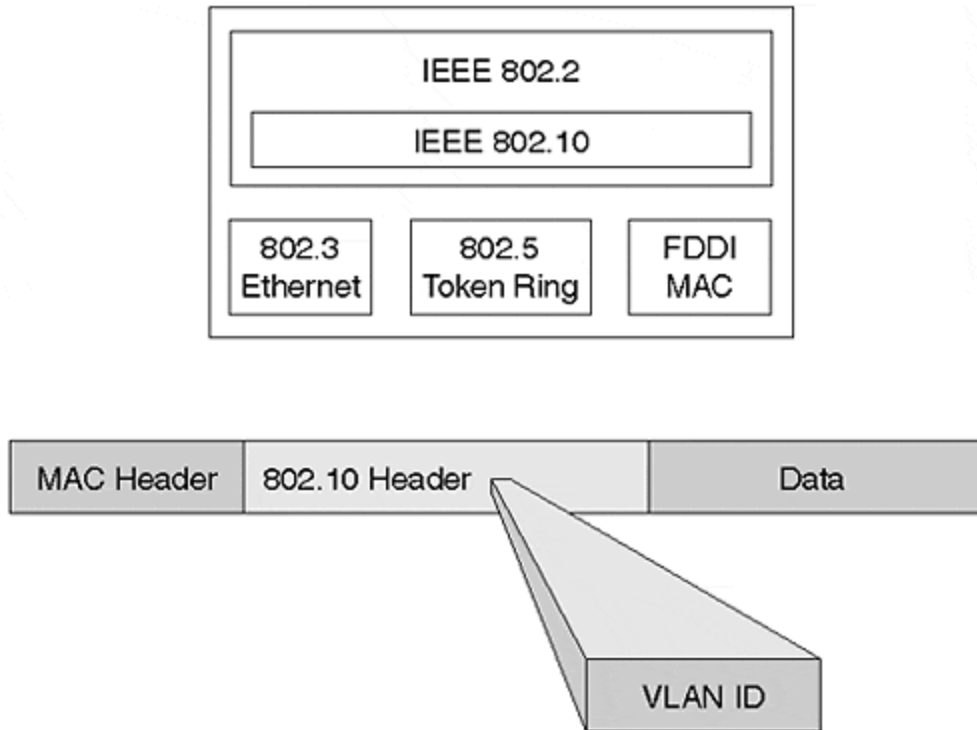 IEEE 802.2
IEEE 802.10
802.3
Ethernet
802.5
Token Ring
FDDI
MAC
MAC Header
802.10 Header
Data
VLAN ID